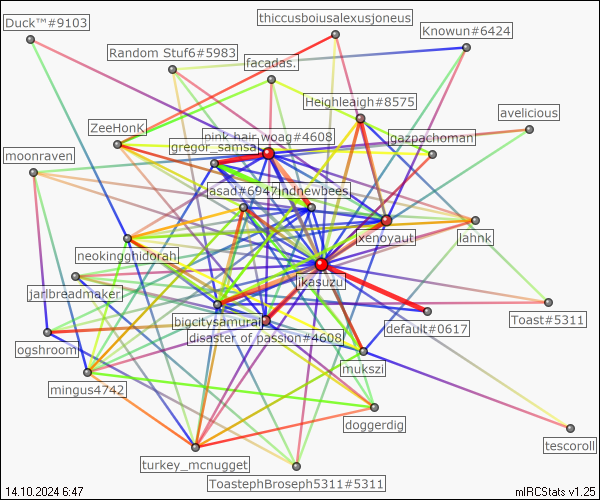 thiccusboiusalexusjoneus
Duck™#9103
Knowun#6424
Random Stuf6#5983
facadas.
Heighleaigh#8575
avelicious
ZeeHonK
pink hair woag#4608
gazpachoman
gregor_samsa
moonraven
asad#6947
indnewbees
xenovaut
lahnk
neokingghidorah
ikasuzu
jarlbreadmaker
Toast#5311
bigcitysamurai
default#0617
disaster of passion#4608
ogshroom
mukszi
mingus4742
doggerdig
tescoroll
turkey_mcnugget
ToastephBroseph5311#5311
14.10.2024 6:47
mIRCStats v1.25